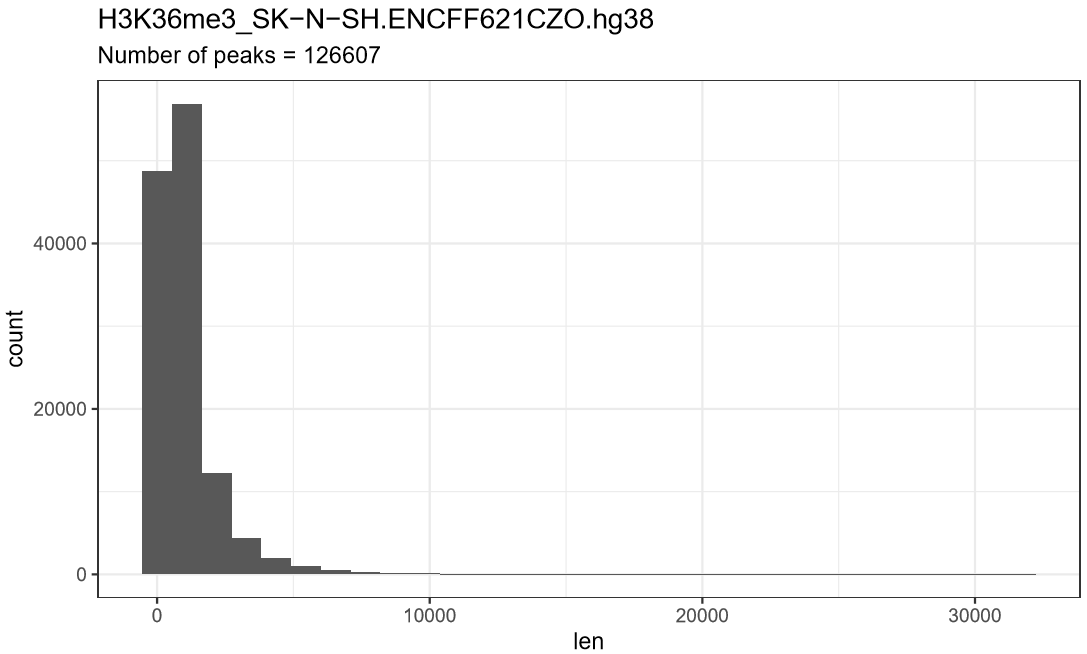 H3K36me3_SK−N−SH.ENCFF621CZO.hg38
Number of peaks = 126607
count
40000
20000
0
0 10000 20000 30000
len